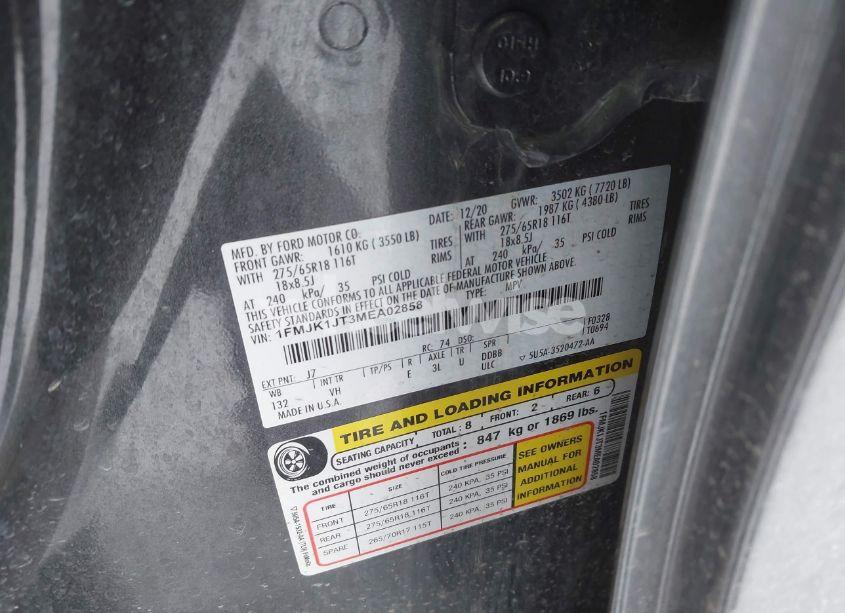 MFD. BY FORD MOTOR CO.
DATE: 12/20 GVWR: 3502 KG ( 7720 LB)
FRONT GAWR: 1610 KG ( 3550 LB) REAR GAWR: 1987 KG ( 4380 LB)
WITH 275/65R18 116T TIRES WITH 275/65R18 116T TIRES
18x8.5J RIMS 18x8.5J RIMS
AT 240 kPa/ 35 PSI COLD AT 240 kPa/ 35 PSI COLD
THIS VEHICLE CONFORMS TO ALL APPLICABLE FEDERAL MOTOR VEHICLE
SAFETY STANDARDS IN EFFECT ON THE DATE OF MANUFACTURE SHOWN ABOVE.
VIN: 1FMJK1JT3MEA02858 TYPE: MPV
F0328
T0694
EXT PNT: J7 RC: 74 DSO:
WB INT TR TP/PS R AXLE TR SPR
132 VH E 3L U DDBB
MADE IN U.S.A. ULC ▽ SU5A-3520472-AA
TIRE AND LOADING INFORMATION
SEATING CAPACITY TOTAL: 8 FRONT: 2 REAR: 6
The combined weight of occupants and cargo should never exceed : 847 kg or 1869 lbs.
TIRE SIZE COLD TIRE PRESSURE
FRONT 275/65R18 116T 240 KPA, 35 PSI
REAR 275/65R18 116T 240 KPA, 35 PSI
SPARE 265/70R17 115T 240 KPA, 35 PSI
SEE OWNERS
MANUAL FOR
ADDITIONAL
INFORMATION
1FMJK1JT3MEA02858
wise